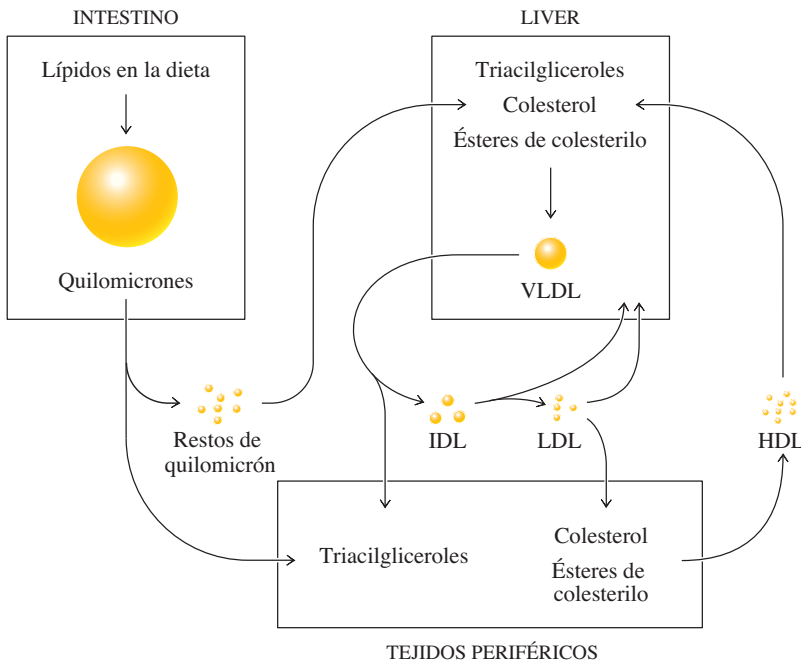 INTESTINO
Lípidos en la dieta
Quilomicrones
LIVER
Triacilgliceroles
Colesterol
Ésteres de colesterilo
VLDL
Restos de
quilomicrón
IDL
LDL
HDL
Triacilgliceroles
Colesterol
Ésteres de
colesterilo
TEJIDOS PERIFÉRICOS